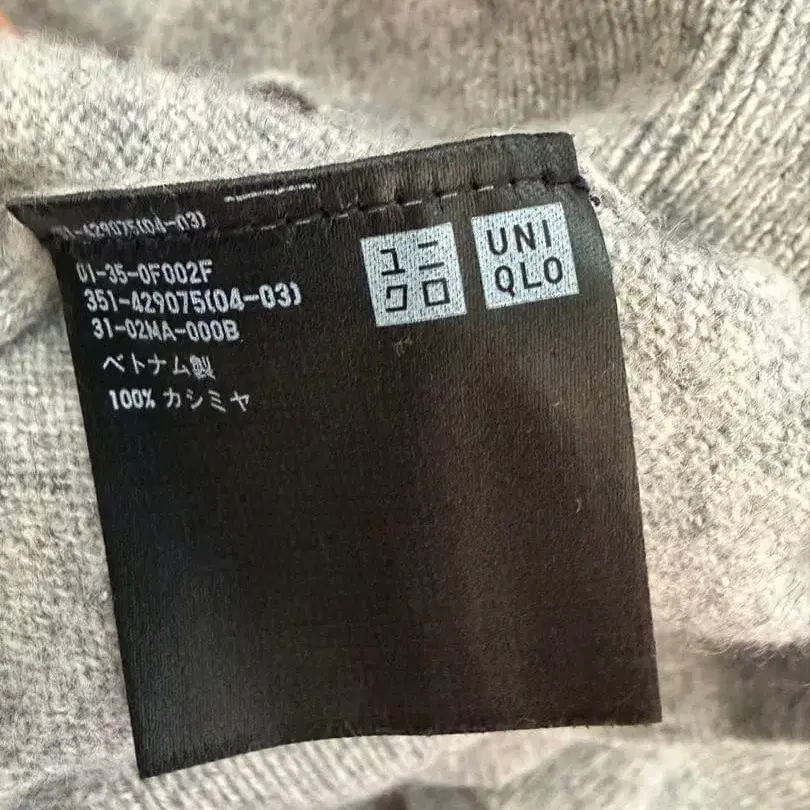 -429075(04-03)
01-35-0F002F
351-429075(04-03)
31-02MA-000B
ベトナム製
100% カシミヤ
ユニ
クロ
UNI
QLO